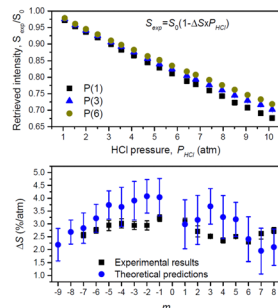 Retrieved intensity, S_exp/S_0
1.00
0.95
0.90
0.85
0.80
0.75
0.70
0.65
S_exp=S_0(1-ΔSxP_HCl)
P(1)
P(3)
P(6)
1 2 3 4 5 6 7 8 9 10
HCl pressure, P_HCl (atm)
ΔS (%/atm)
5.0
4.5
4.0
3.5
3.0
2.5
2.0
1.5
1.0
Experimental results
Theoretical predictions
-9 -8 -7 -6 -5 -4 -3 -2 -1 0 1 2 3 4 5 6 7 8
m